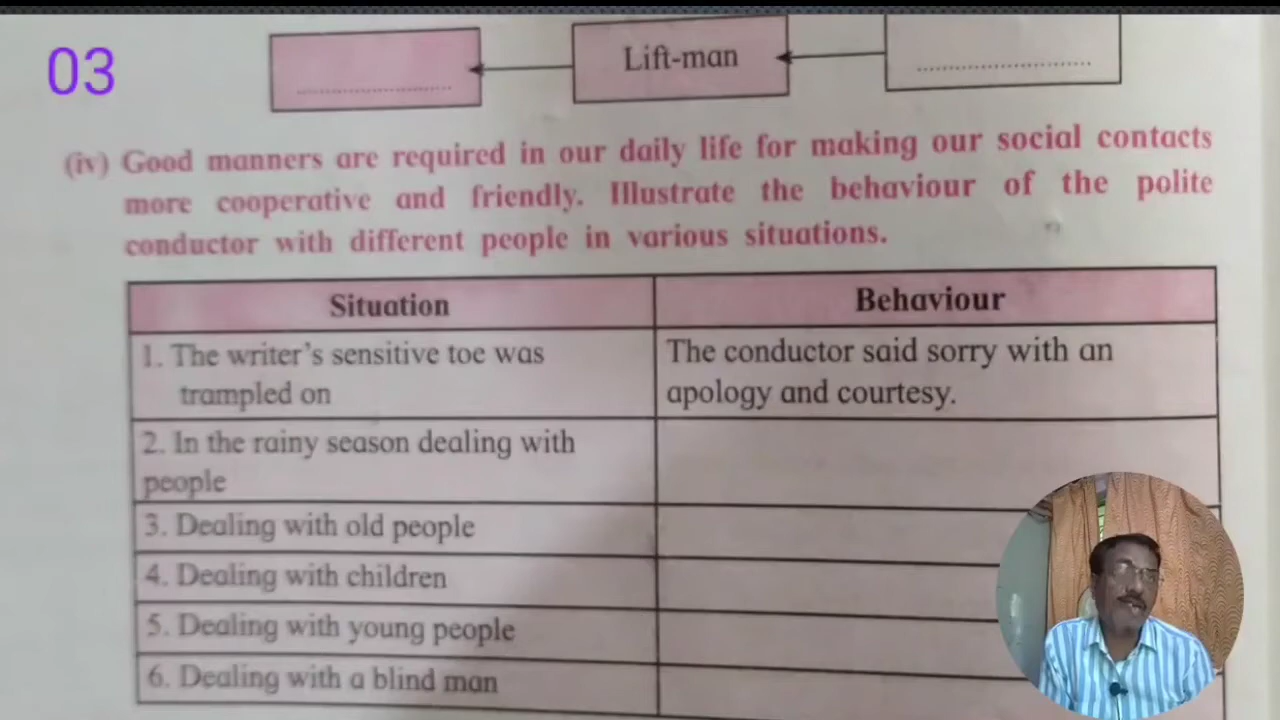 03
Lift-man
(iv) Good manners are required in our daily life for making our social contacts
more cooperative and friendly. Illustrate the behaviour of the polite
conductor with different people in various situations.
Situation
Behaviour
1. The writer's sensitive toe was
trampled on
The conductor said sorry with an
apology and courtesy.
2. In the rainy season dealing with
people
3. Dealing with old people
4. Dealing with children
5. Dealing with young people
6. Dealing with a blind man